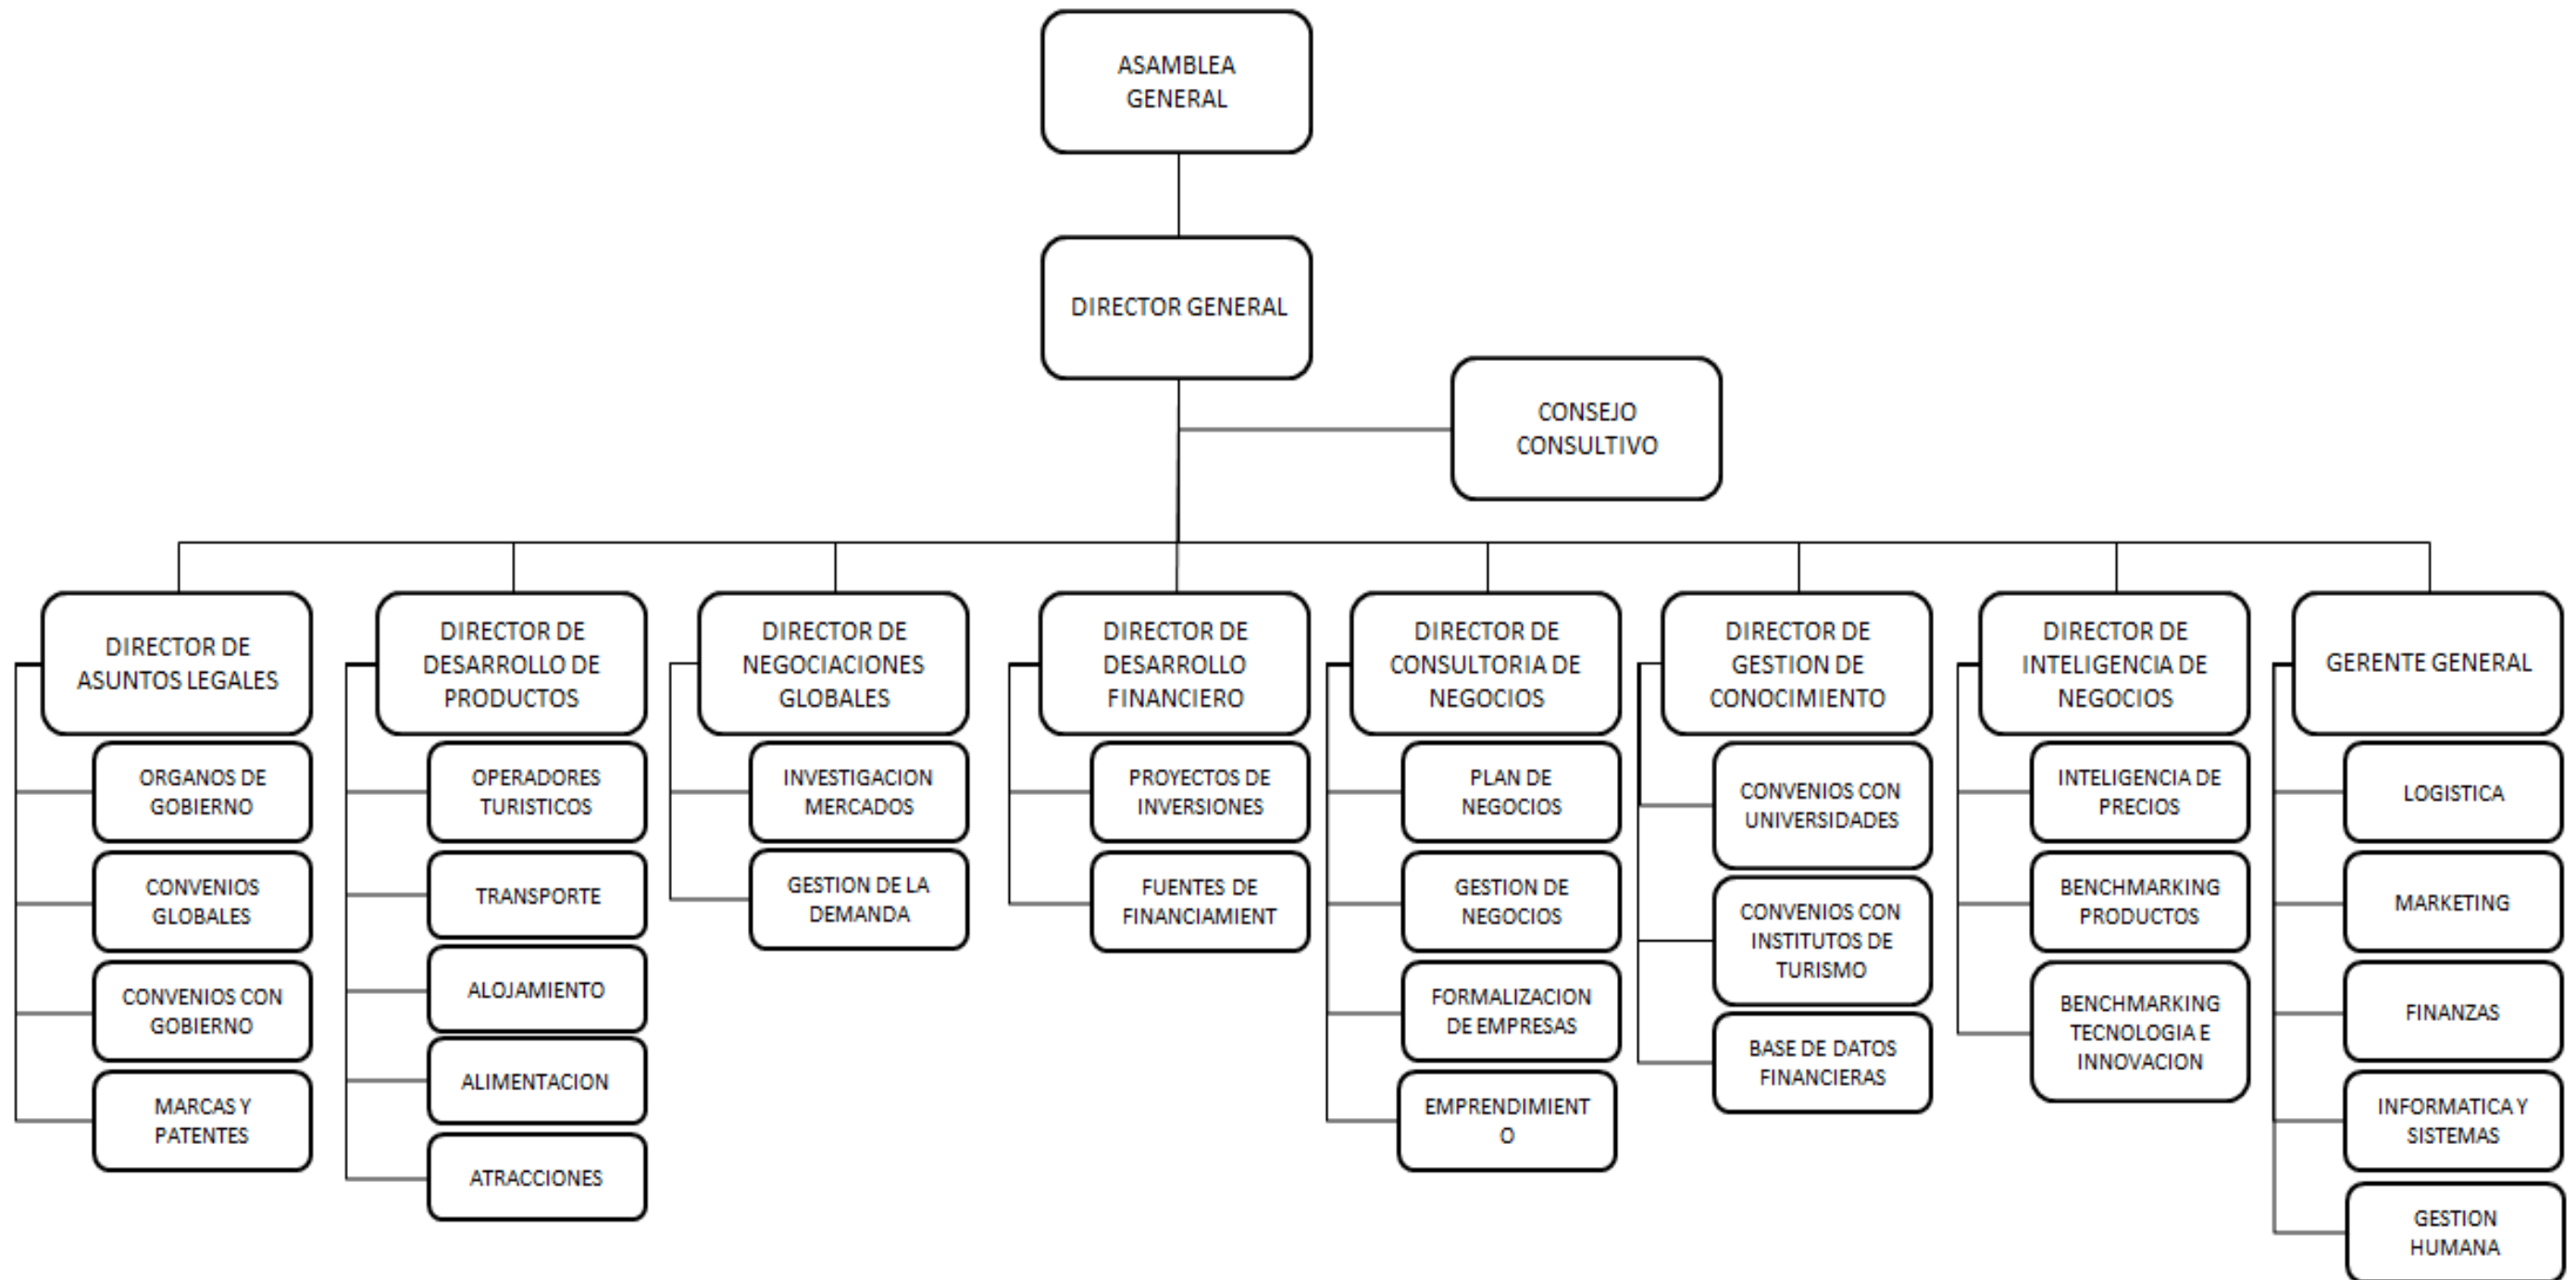 ASAMBLEA
GENERAL
DIRECTOR GENERAL
CONSEJO
CONSULTIVO
DIRECTOR DE
ASUNTOS LEGALES
ORGANOS DE
GOBIERNO
CONVENIOS
GLOBALES
CONVENIOS CON
GOBIERNO
MARCAS Y
PATENTES
DIRECTOR DE
DESARROLLO DE
PRODUCTOS
OPERADORES
TURISTICOS
TRANSPORTE
ALOJAMIENTO
ALIMENTACION
ATRACCIONES
DIRECTOR DE
NEGOCIACIONES
GLOBALES
INVESTIGACION
MERCADOS
GESTION DE LA
DEMANDA
DIRECTOR DE
DESARROLLO
FINANCIERO
PROYECTOS DE
INVERSIONES
FUENTES DE
FINANCIAMIENT
DIRECTOR DE
CONSULTORIA DE
NEGOCIOS
PLAN DE
NEGOCIOS
GESTION DE
NEGOCIOS
FORMALIZACION
DE EMPRESAS
EMPRENDIMIENT
O
DIRECTOR DE
GESTION DE
CONOCIMIENTO
CONVENIOS CON
UNIVERSIDADES
CONVENIOS CON
INSTITUTOS DE
TURISMO
BASE DE DATOS
FINANCIERAS
DIRECTOR DE
INTELIGENCIA DE
NEGOCIOS
INTELIGENCIA DE
PRECIOS
BENCHMARKING
PRODUCTOS
BENCHMARKING
TECNOLOGIA E
INNOVACION
GERENTE GENERAL
LOGISTICA
MARKETING
FINANZAS
INFORMATICA Y
SISTEMAS
GESTION
HUMANA